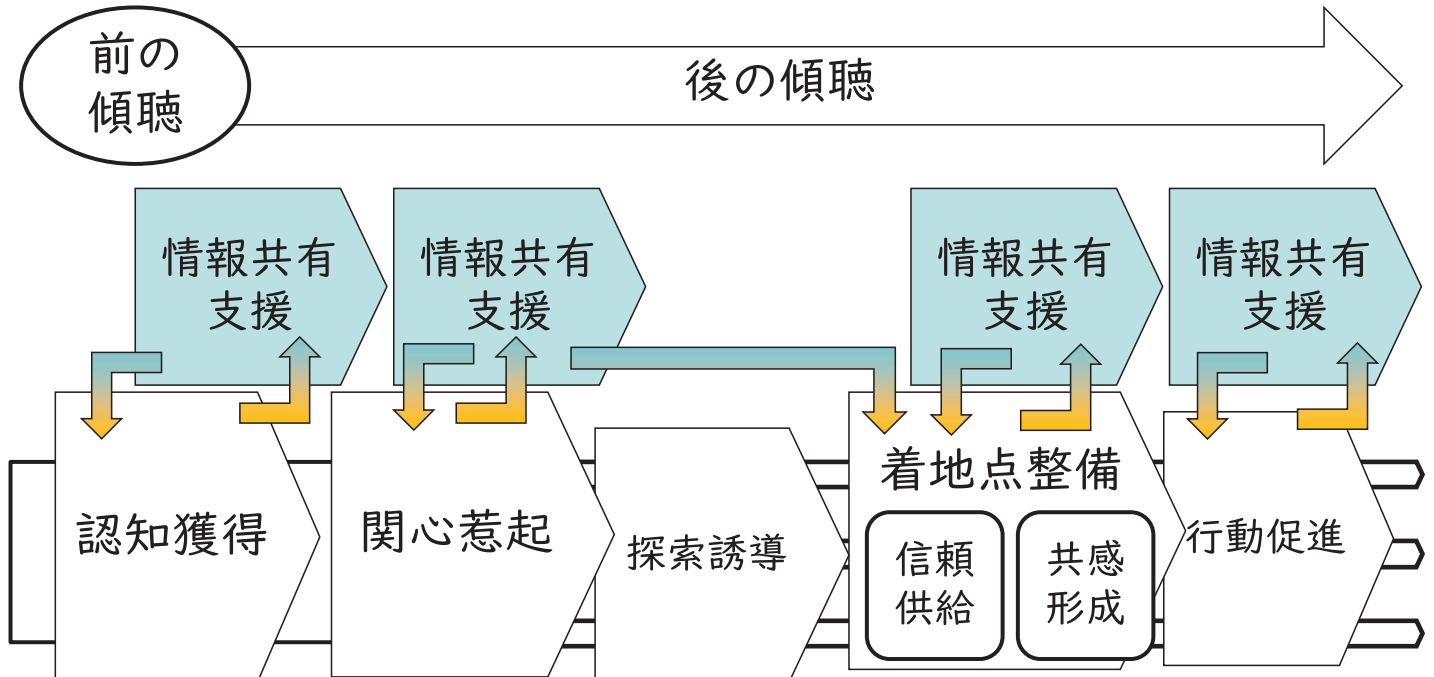 前の
傾聴
後の傾聴
情報共有
支援
情報共有
支援
情報共有
支援
情報共有
支援
認知獲得
関心惹起
探索誘導
着地点整備
信頼
供給
共感
形成
行動促進